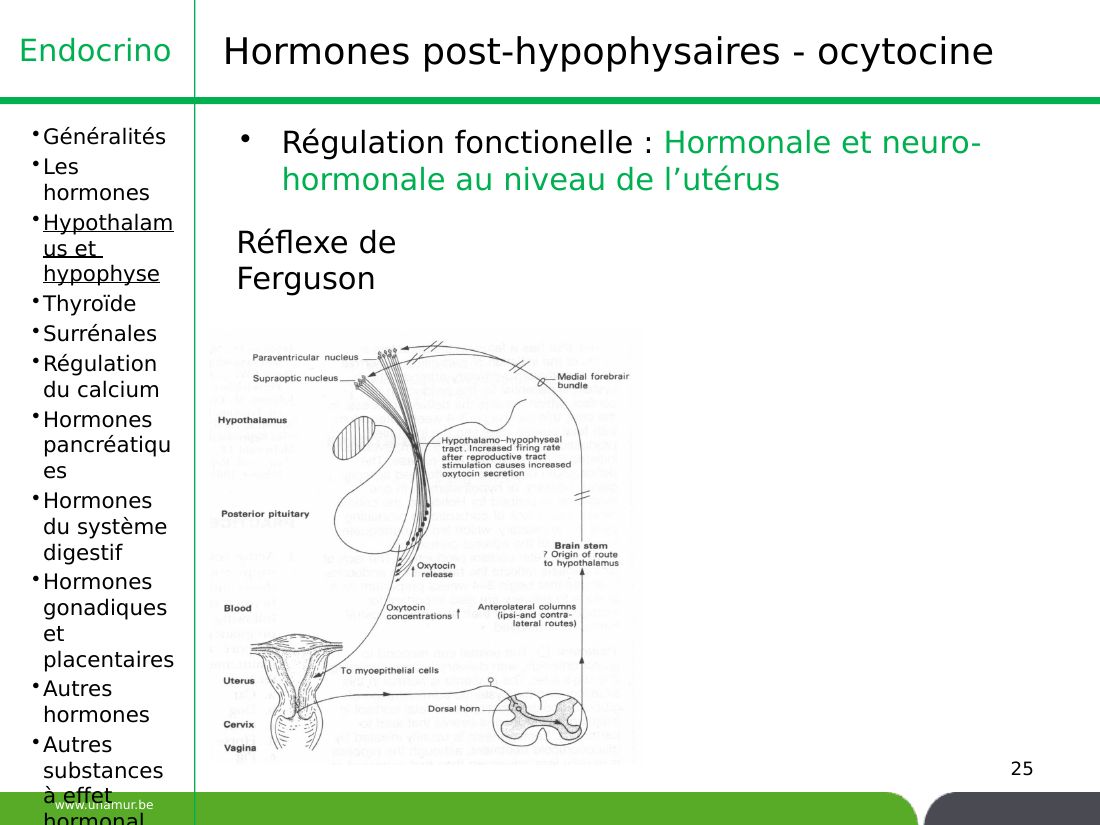 Endocrino
Hormones post-hypophysaires - ocytocine
•Généralités
•Les
hormones
•Hypothalam
us et
hypophyse
•Thyroïde
•Surrénales
•Régulation
du calcium
•Hormones
pancréatiqu
es
•Hormones
du système
digestif
•Hormones
gonadiques
et
placentaires
•Autres
hormones
•Autres
substances
à effet
hormonal
• Régulation fonctionelle : Hormonale et neuro-
hormonale au niveau de l’utérus
Réflexe de
Ferguson
Paraventricular nucleus
Supraoptic nucleus
Medial forebrain
bundle
Hypothalamus
Hypothalamo-hypophyseal
tract. Increased firing rate
after reproductive tract
stimulation causes increased
oxytocin secretion
Posterior pituitary
Brain stem
? Origin of route
to hypothalamus
Oxytocin
release
Blood
Oxytocin
concentrations
Anterolateral columns
(ipsi-and contra-
lateral routes)
To myoepithelial cells
Uterus
Dorsal horn
Cervix
Vagina
25
www.unamur.be